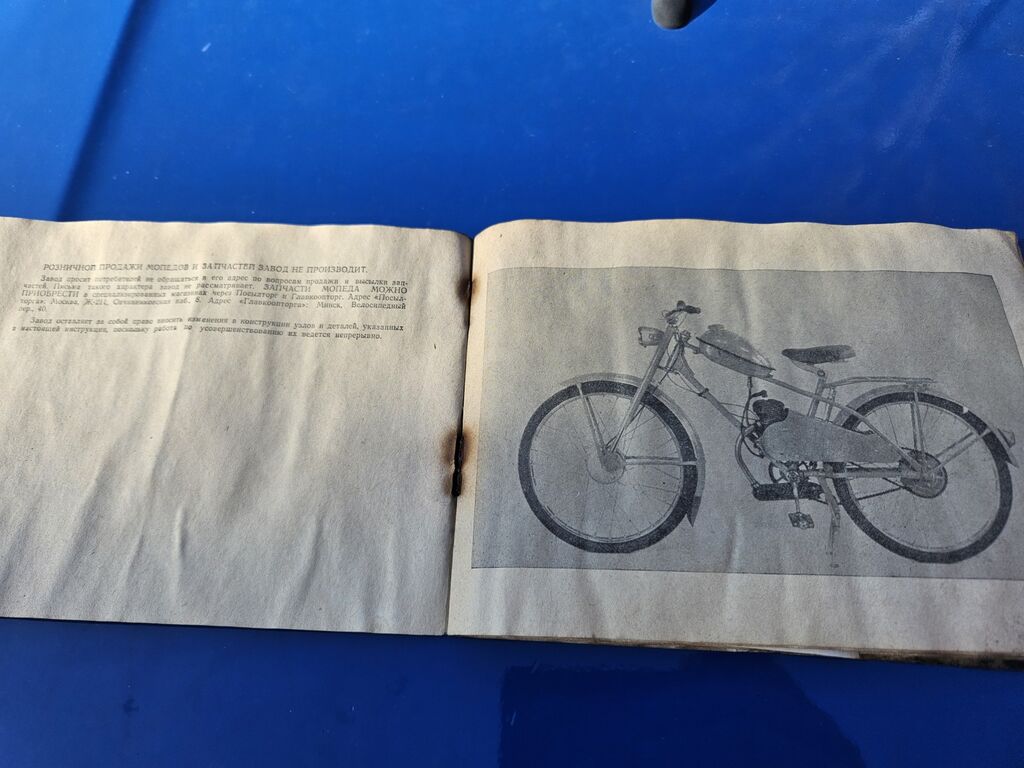 РОЗНИЧНОЙ ПРОДАЖИ МОПЕДОВ И ЗАПЧАСТЕЙ ЗАВОД НЕ ПРОИЗВОДИТ.
Завод просит потребителей не обращаться в его адрес по вопросам продажи и высылки зап-
частей. Письма такого характера завод не рассматривает. ЗАПЧАСТИ МОПЕДА МОЖНО
ПРИОБРЕСТИ в специализированных магазинах через Посылторг и Главкоопторг. Адрес «Посыл-
торга»: Москва, Ж-211, Овчинниковская наб., 8. Адрес «Главкоопторга»: Минск, Велосипедный
пер., 40.
Завод оставляет за собой право вносить изменения в конструкции узлов и деталей, указанных
в настоящей инструкции, поскольку работа по усовершенствованию их ведется непрерывно.